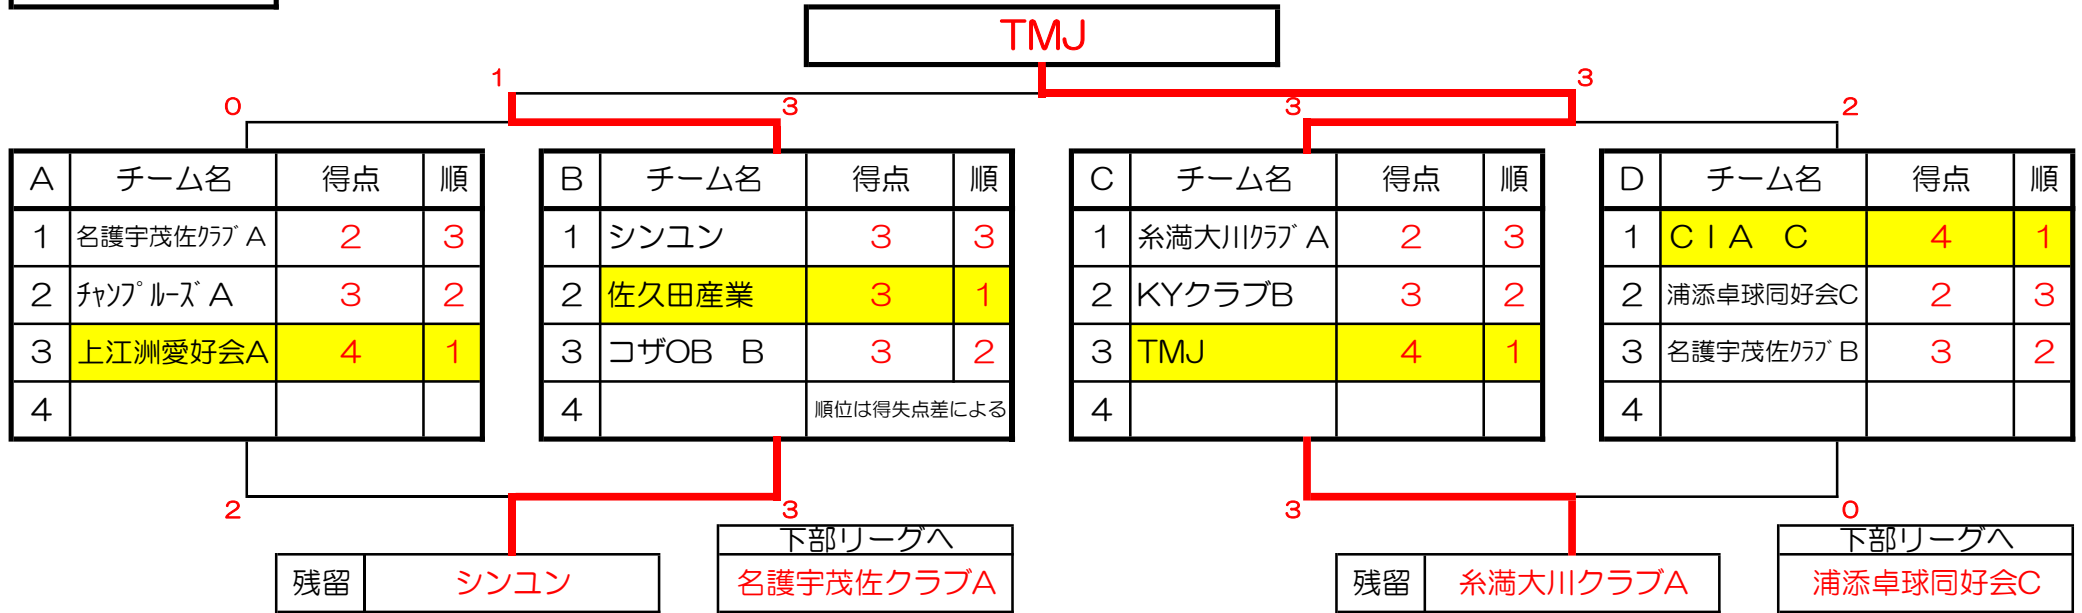 TMJ
1 3
0 3 3 2
A チーム名 得点 順 B チーム名 得点 順 C チーム名 得点 順 D チーム名 得点 順
1 名護宇茂佐ｸﾗﾌﾞA 2 3 1 シンユン 3 3 1 糸満大川ｸﾗﾌﾞA 2 3 1 CIA C 4 1
2 ﾁｬﾝﾌﾟﾙｰｽﾞA 3 2 2 佐久田産業 3 1 2 KYクラブB 3 2 2 浦添卓球同好会C 2 3
3 上江洲愛好会A 4 1 3 コザOB B 3 2 3 TMJ 4 1 3 名護宇茂佐ｸﾗﾌﾞB 3 2
4 4 順位は得失点差による 4 4
2 3 3 0
下部リーグへ 下部リーグへ
残留 シンユン 名護宇茂佐クラブA 残留 糸満大川クラブA 浦添卓球同好会C